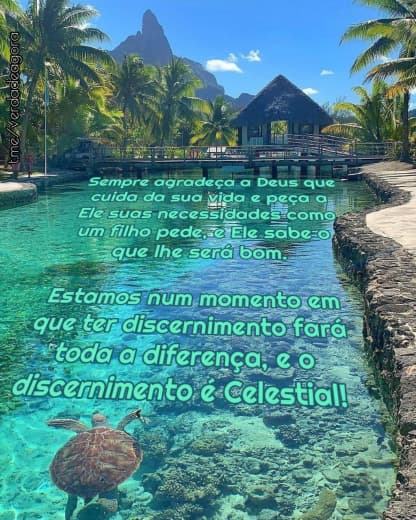 t.me/verdadeagora
Sempre agradeça a Deus que
cuida da sua vida e peça a
Ele suas necessidades como
um filho pede, e Ele sabe o
que lhe será bom.
Estamos num momento em
que ter discernimento fará
toda a diferença, e o
discernimento é Celestial!